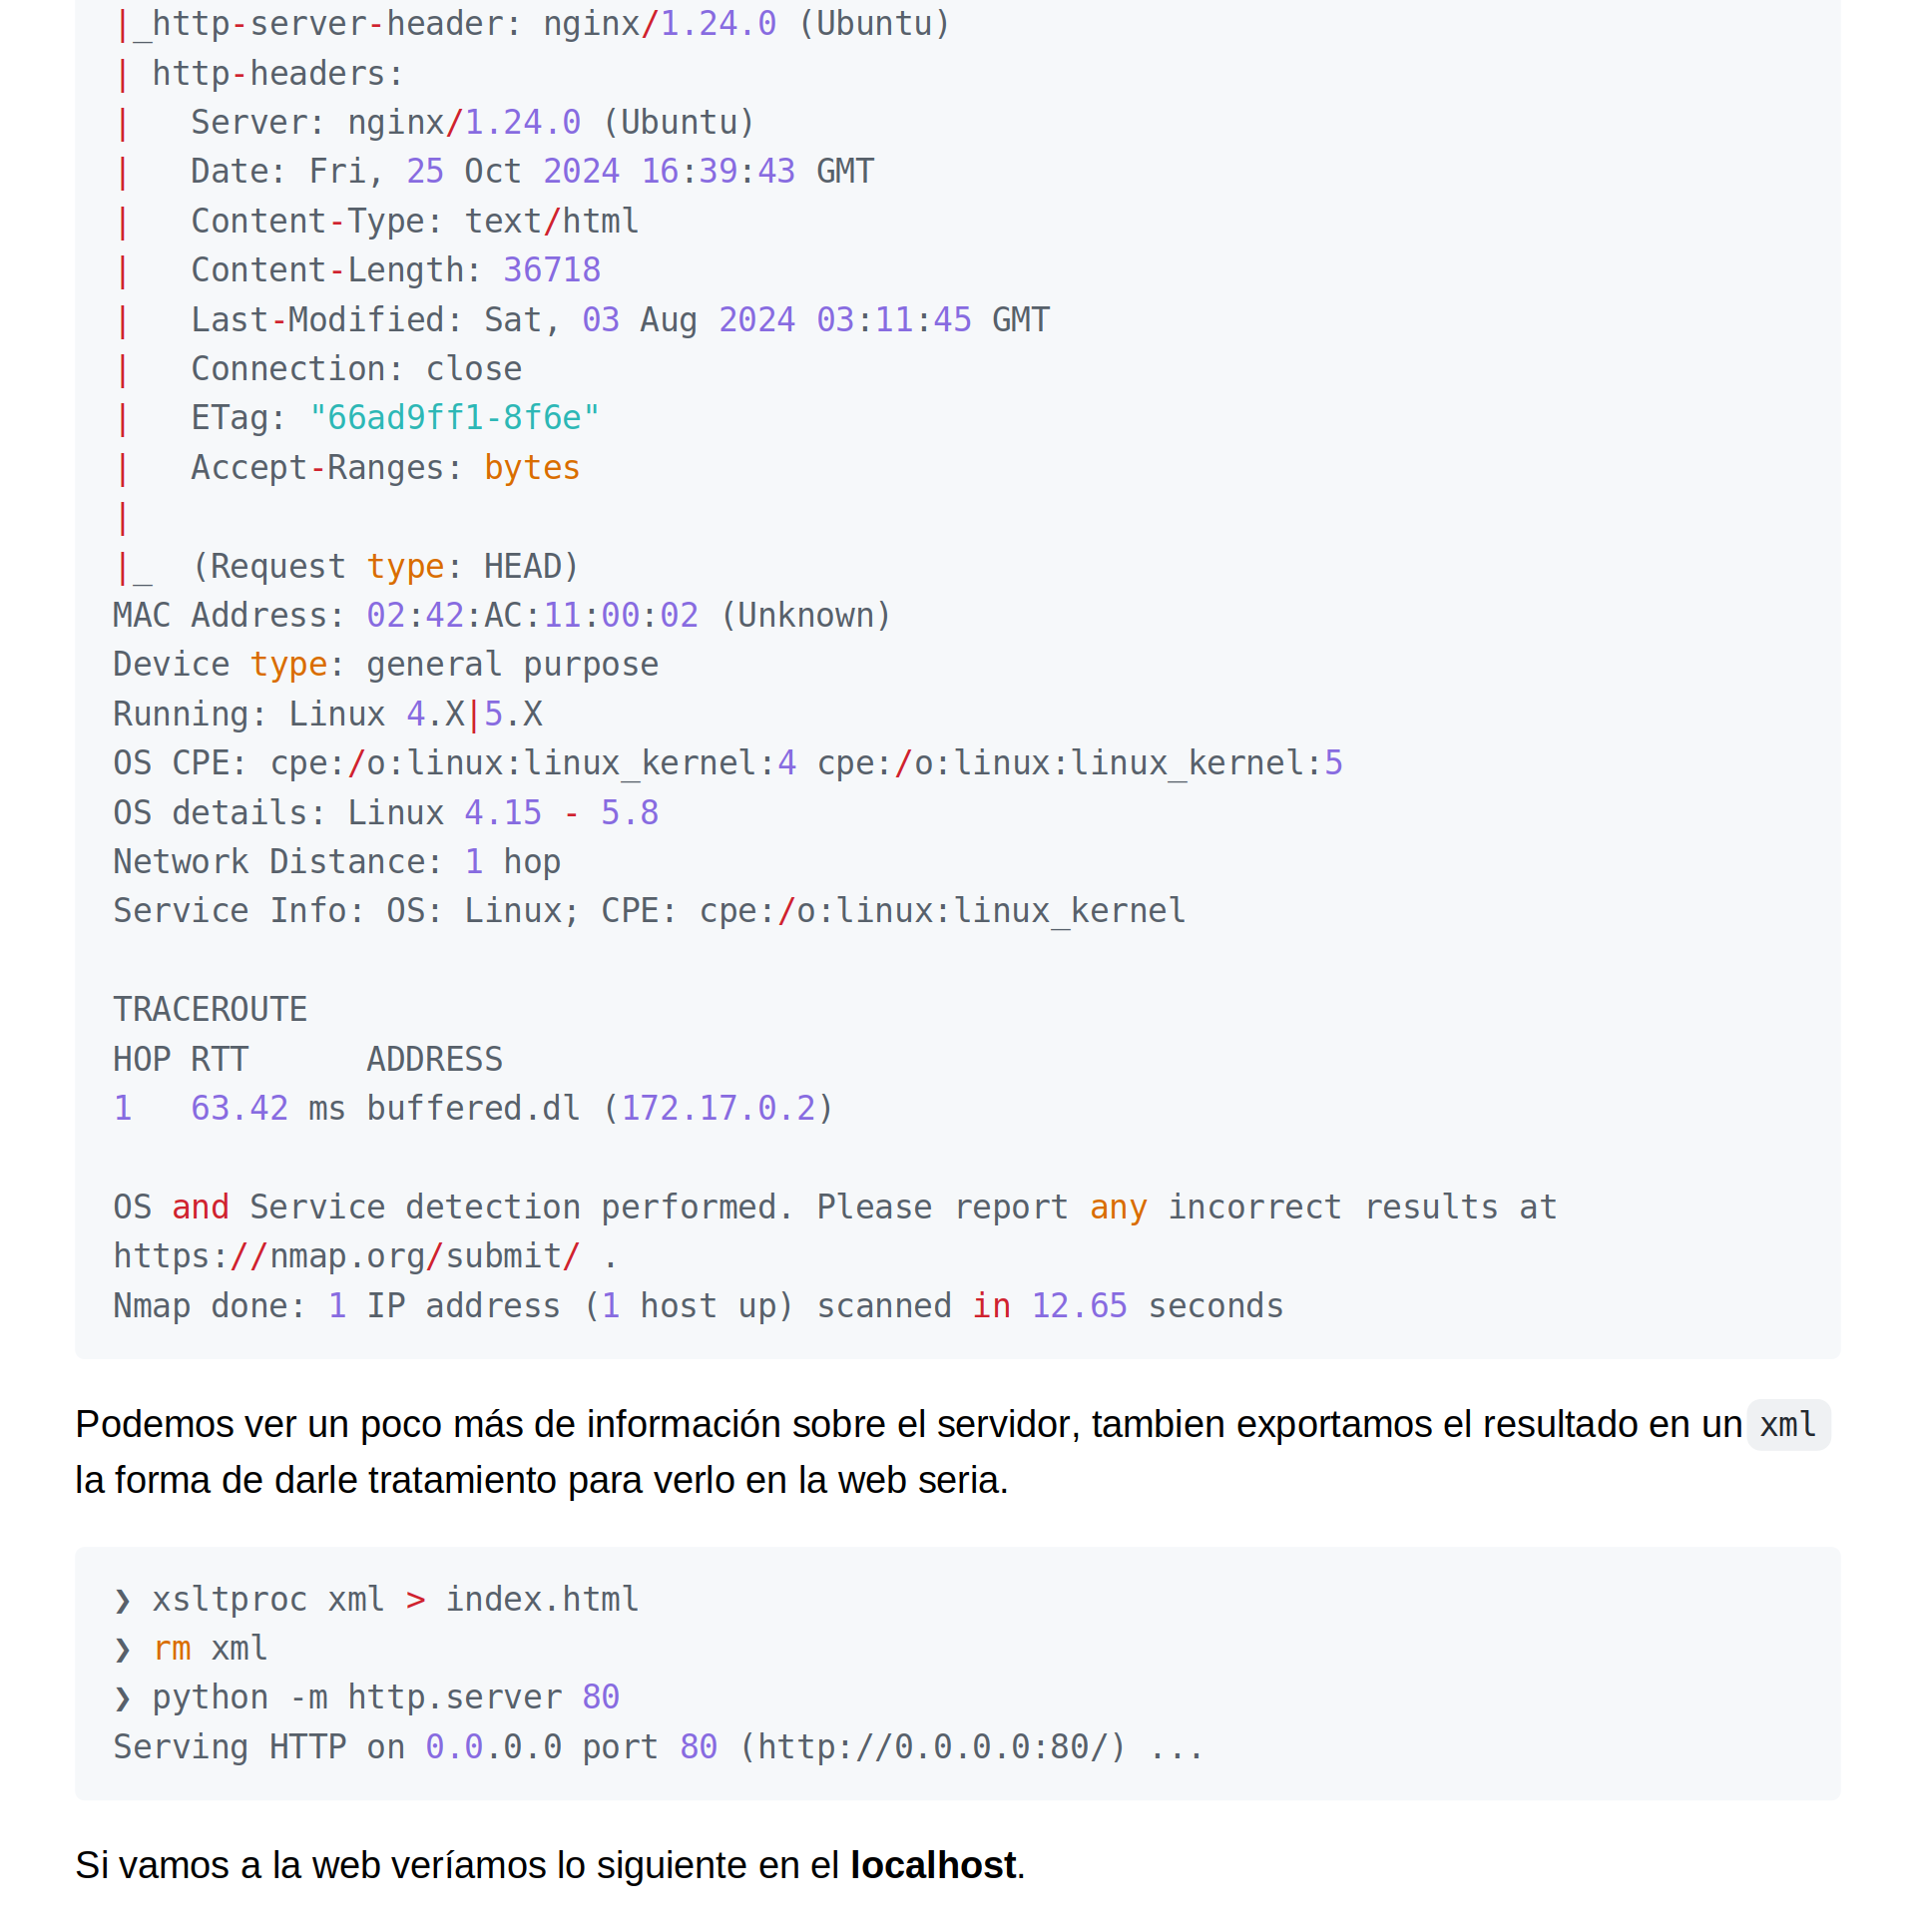 |_http-server-header: nginx/1.24.0 (Ubuntu)
| http-headers:
|   Server: nginx/1.24.0 (Ubuntu)
|   Date: Fri, 25 Oct 2024 16:39:43 GMT
|   Content-Type: text/html
|   Content-Length: 36718
|   Last-Modified: Sat, 03 Aug 2024 03:11:45 GMT
|   Connection: close
|   ETag: "66ad9ff1-8f6e"
|   Accept-Ranges: bytes
|
|_  (Request type: HEAD)
MAC Address: 02:42:AC:11:00:02 (Unknown)
Device type: general purpose
Running: Linux 4.X|5.X
OS CPE: cpe:/o:linux:linux_kernel:4 cpe:/o:linux:linux_kernel:5
OS details: Linux 4.15 - 5.8
Network Distance: 1 hop
Service Info: OS: Linux; CPE: cpe:/o:linux:linux_kernel

TRACEROUTE
HOP RTT      ADDRESS
1   63.42 ms buffered.dl (172.17.0.2)

OS and Service detection performed. Please report any incorrect results at
https://nmap.org/submit/ .
Nmap done: 1 IP address (1 host up) scanned in 12.65 seconds

Podemos ver un poco más de información sobre el servidor, tambien exportamos el resultado en un xml
la forma de darle tratamiento para verlo en la web seria.

❯ xsltproc xml > index.html
❯ rm xml
❯ python -m http.server 80
Serving HTTP on 0.0.0.0 port 80 (http://0.0.0.0:80/) ...

Si vamos a la web veríamos lo siguiente en el localhost.